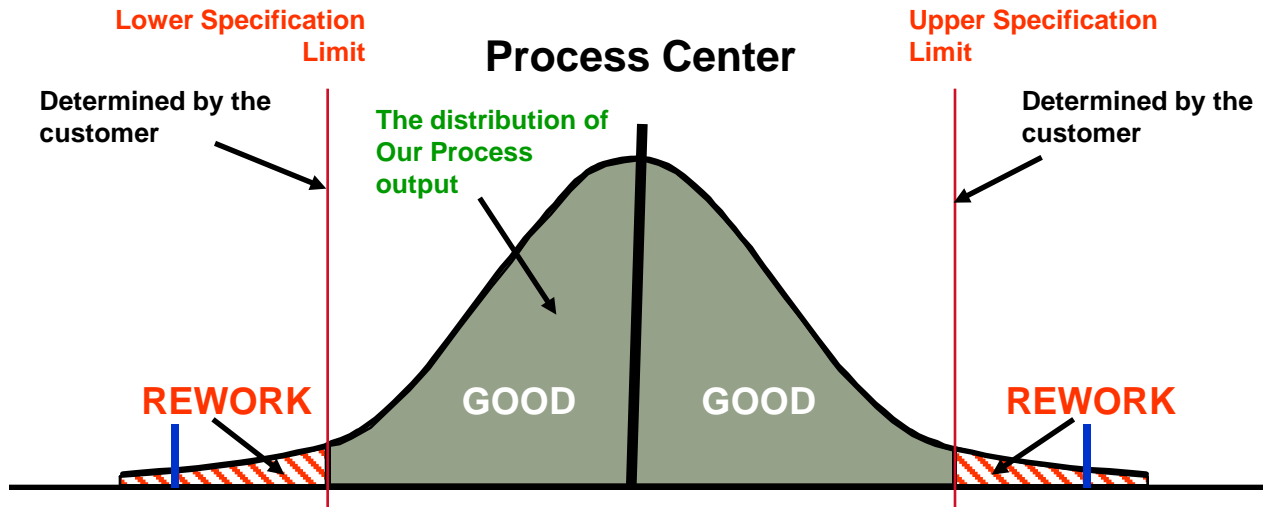 Lower Specification
Limit
Process Center
Upper Specification
Limit
Determined by the
customer
The distribution of
Our Process
output
Determined by the
customer
REWORK
GOOD
GOOD
REWORK